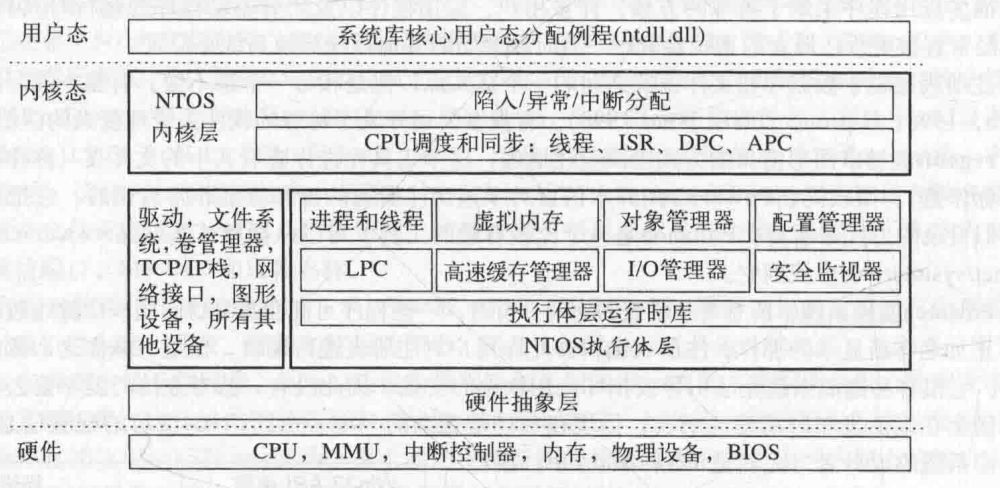 用户态
系统库核心用户态分配例程(ntdll.dll)
内核态
NTOS
内核层
陷入/异常/中断分配
CPU调度和同步:线程、ISR、DPC、AFC
驱动,文件系
统,卷管理器,
TCP/IP栈,网
络接口,图形
设备,所有其
他设备
进程和线程
虚拟内存
对象管理器
配置管理器
LPC
高速缓存管理器
I/O管理器
安全监视器
执行体层运行时库
NTOS执行体层
硬件抽象层
硬件
CPU,MMU,中断控制器,内存,物理设备,BIOS